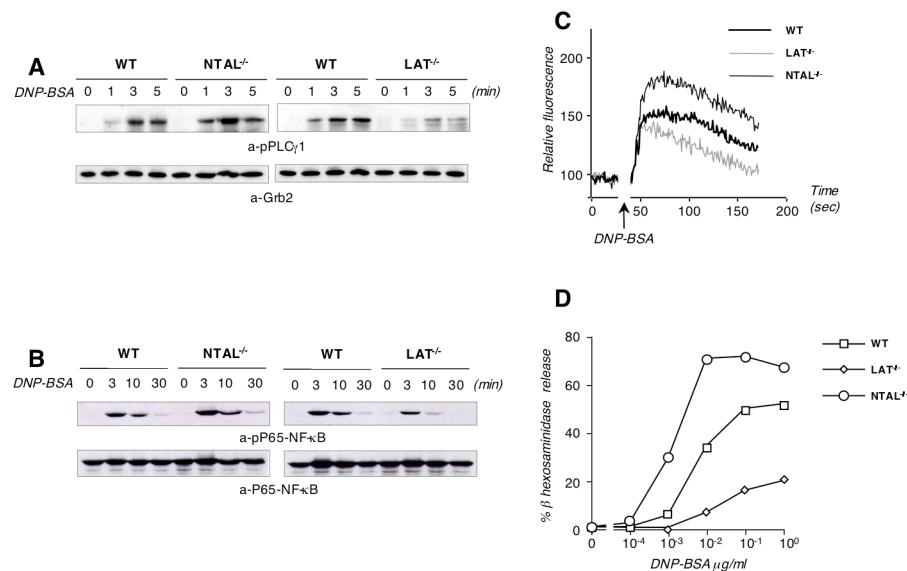 A
WT NTAL-/- WT LAT-/-
DNP-BSA 0 1 3 5 0 1 3 5 0 1 3 5 0 1 3 5 (min)
a-pPLCγ1
a-Grb2
B
WT NTAL-/- WT LAT-/-
DNP-BSA 0 3 10 30 0 3 10 30 0 3 10 30 0 3 10 30 (min)
a-pP65-NFκB
a-P65-NFκB
C
WT
LAT-/-
NTAL-/-
Relative fluorescence
200
150
100
0 50 100 150 200
Time
(sec)
DNP-BSA
D
% β hexosaminidase release
80
60
40
20
0
0 10-4 10-3 10-2 10-1 100
DNP-BSA μg/ml
WT
LAT-/-
NTAL-/-